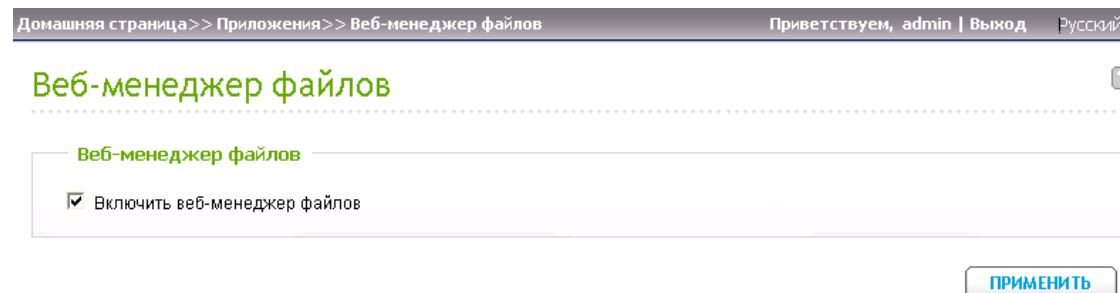 Домашняя страница>> Приложения>> Веб-менеджер файлов Приветствуем, admin | Выход Русский
Веб-менеджер файлов
Веб-менеджер файлов
Включить веб-менеджер файлов
ПРИМЕНИТЬ